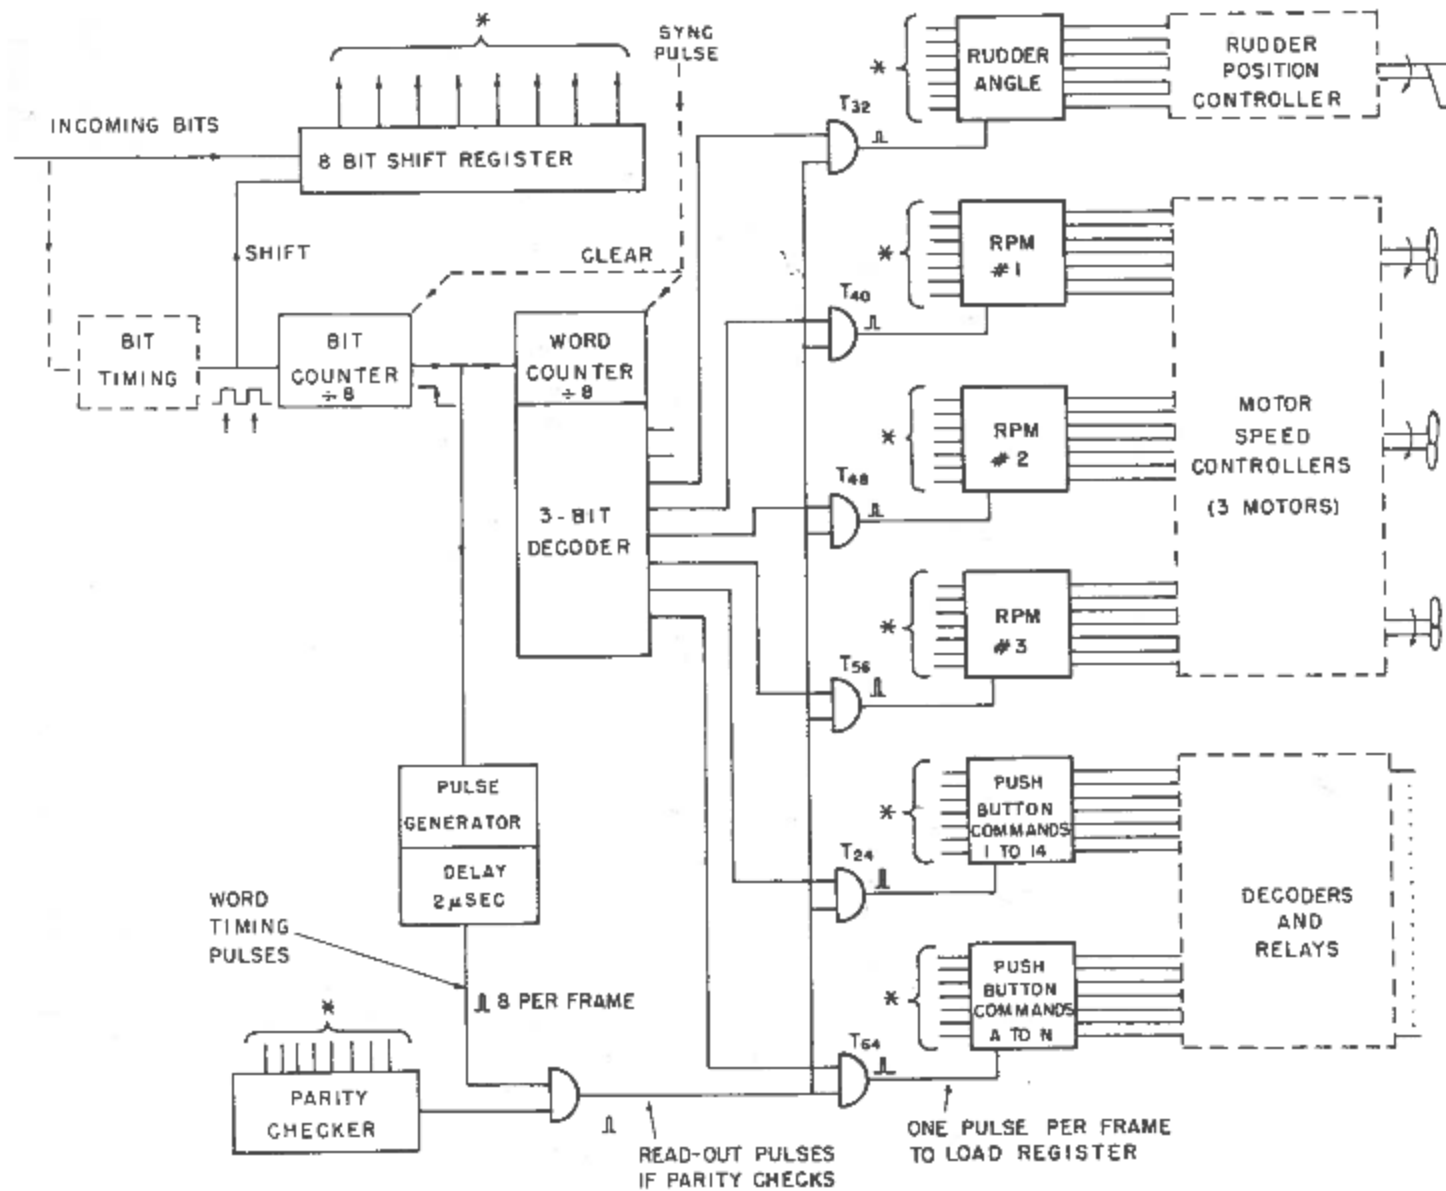 *
SYNC
PULSE
INCOMING BITS
8 BIT SHIFT REGISTER
SHIFT
CLEAR
BIT
TIMING
BIT
COUNTER
÷8
WORD
COUNTER
÷8
3-BIT
DECODER
PULSE
GENERATOR
DELAY
2 µSEC
WORD
TIMING
PULSES
8 PER FRAME
*
PARITY
CHECKER
READ-OUT PULSES
IF PARITY CHECKS
T32
*
RUDDER
ANGLE
RUDDER
POSITION
CONTROLLER
T40
*
RPM
#1
T48
*
RPM
#2
T56
*
RPM
#3
MOTOR
SPEED
CONTROLLERS
(3 MOTORS)
T24
*
PUSH
BUTTON
COMMANDS
1 TO 14
T64
*
PUSH
BUTTON
COMMANDS
A TO N
DECODERS
AND
RELAYS
ONE PULSE PER FRAME
TO LOAD REGISTER